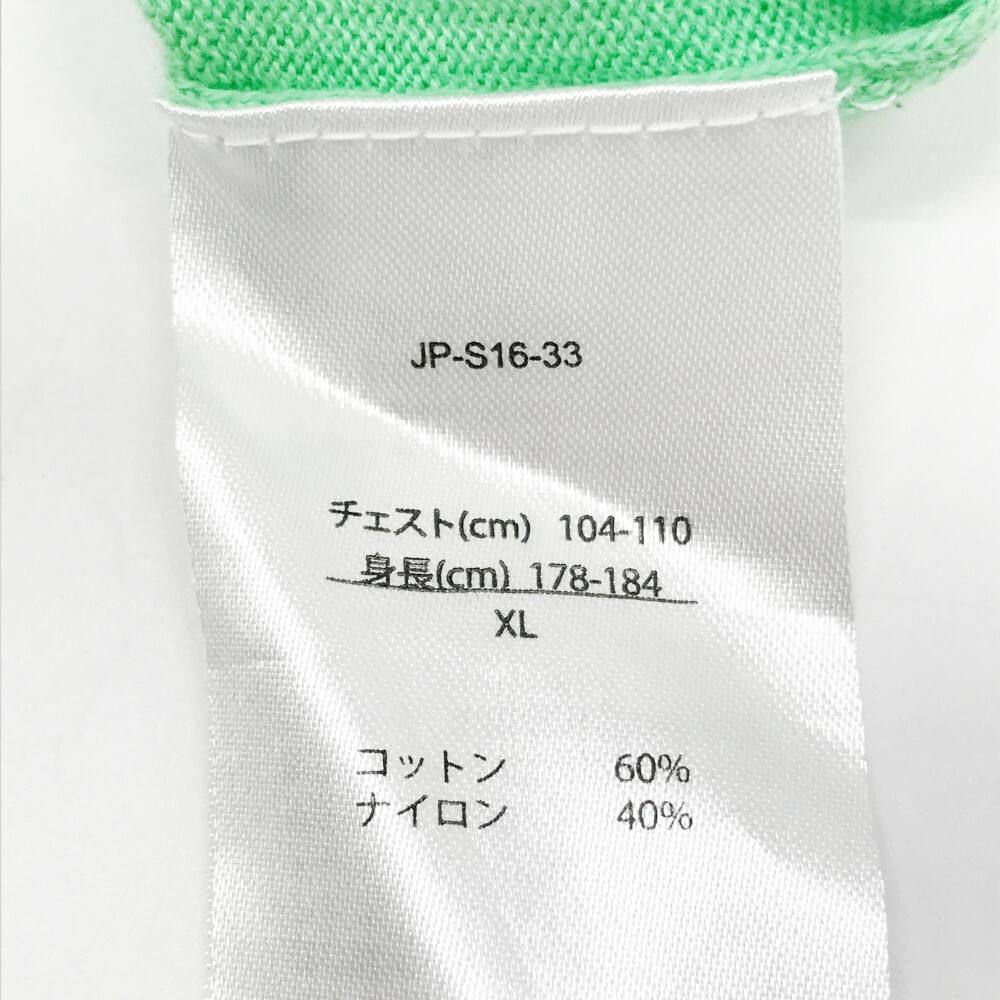 JP-S16-33
チェスト(cm) 104-110
身長(cm) 178-184
XL
コットン 60%
ナイロン 40%